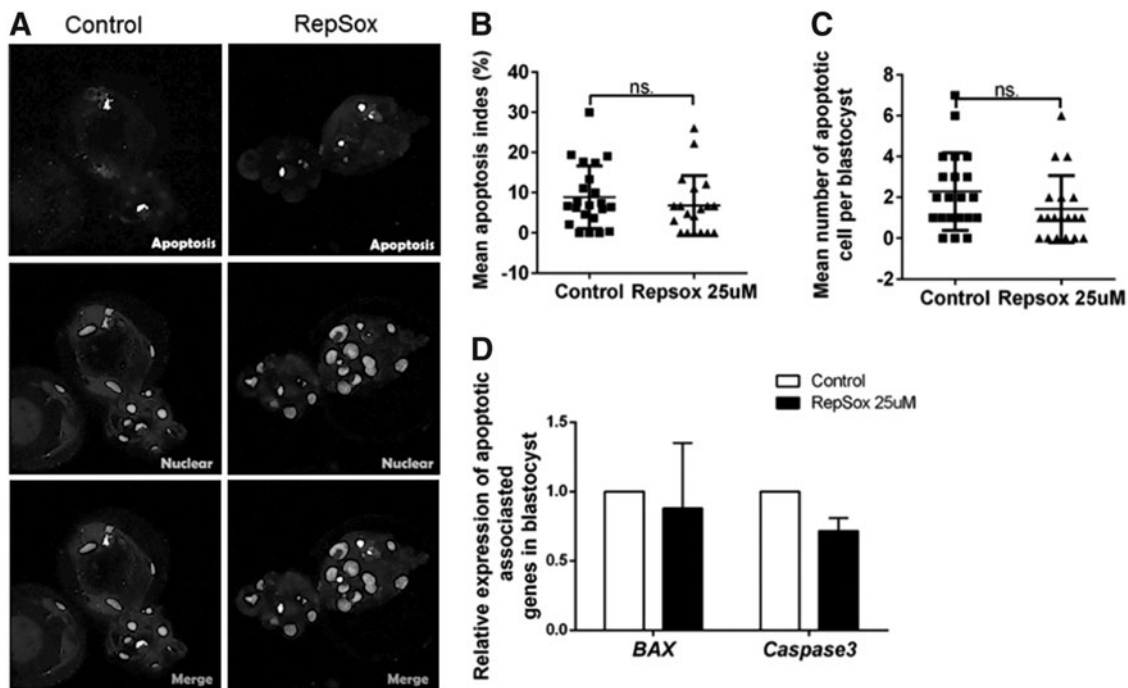 A
Control
RepSox
Apoptosis
Apoptosis
Nuclear
Nuclear
Merge
Merge
B
Mean apoptosis indes (%)
40
30
20
10
0
-10
ns.
Control
Repsox 25uM
C
Mean number of apoptotic
cell per blastocyst
8
6
4
2
0
-2
ns.
Control
Repsox 25uM
D
Relative expression of apoptotic
associasted
genes in blastocyst
1.5
1.0
0.5
0.0
Control
RepSox 25uM
BAX
Caspase3